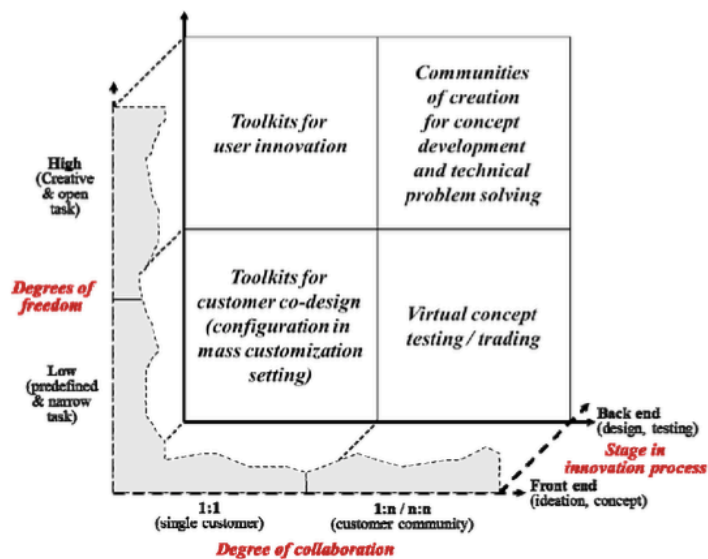 Toolkits for
user innovation
Communities
of creation
for concept
development
and technical
problem solving
High
(Creative
& open
task)
Degrees of
freedom
Toolkits for
customer co-design
(configuration in
mass customization
setting)
Virtual concept
testing / trading
Low
(predefined
& narrow
task)
Back end
(design, testing)
Stage in
innovation process
Front end
(ideation, concept)
1:1
(single customer)
1:n / n:n
(customer community)
Degree of collaboration